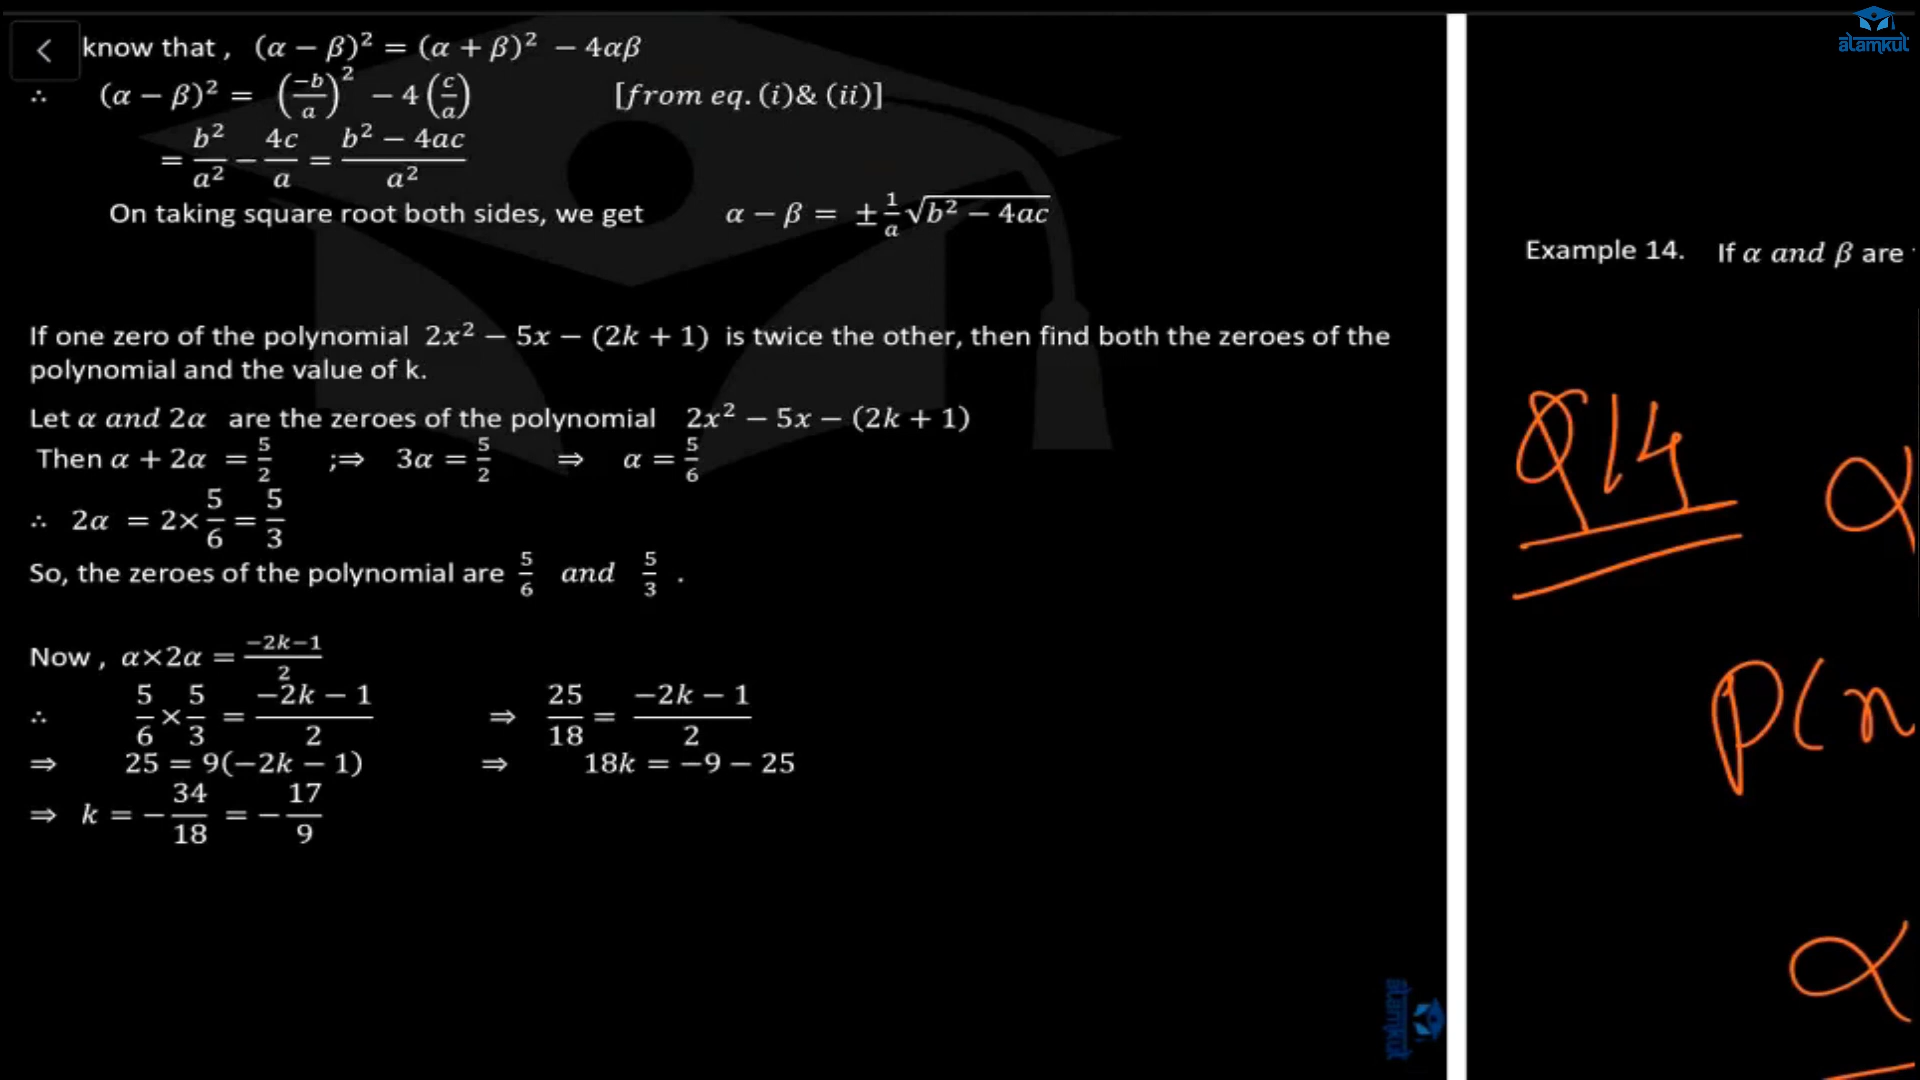 know that , (α − β)² = (α + β)² − 4αβ
∴ (α − β)² = (−b/a)² − 4(c/a) [from eq. (i)& (ii)]
= b²/a² − 4c/a = (b² − 4ac)/a²
On taking square root both sides, we get α − β = ±1/a √(b² − 4ac)
If one zero of the polynomial 2x² − 5x − (2k + 1) is twice the other, then find both the zeroes of the
polynomial and the value of k.
Let α and 2α are the zeroes of the polynomial 2x² − 5x − (2k + 1)
Then α + 2α = 5/2 ;⇒ 3α = 5/2 ⇒ α = 5/6
∴ 2α = 2×5/6 = 5/3
So, the zeroes of the polynomial are 5/6 and 5/3 .
Now , α×2α = (−2k−1)/2
∴ 5/6 × 5/3 = (−2k − 1)/2 ⇒ 25/18 = (−2k − 1)/2
⇒ 25 = 9(−2k − 1) ⇒ 18k = −9 − 25
⇒ k = −34/18 = −17/9
atamkul
atamkul
Example 14. If α and β are
Q14 α
P(n
α